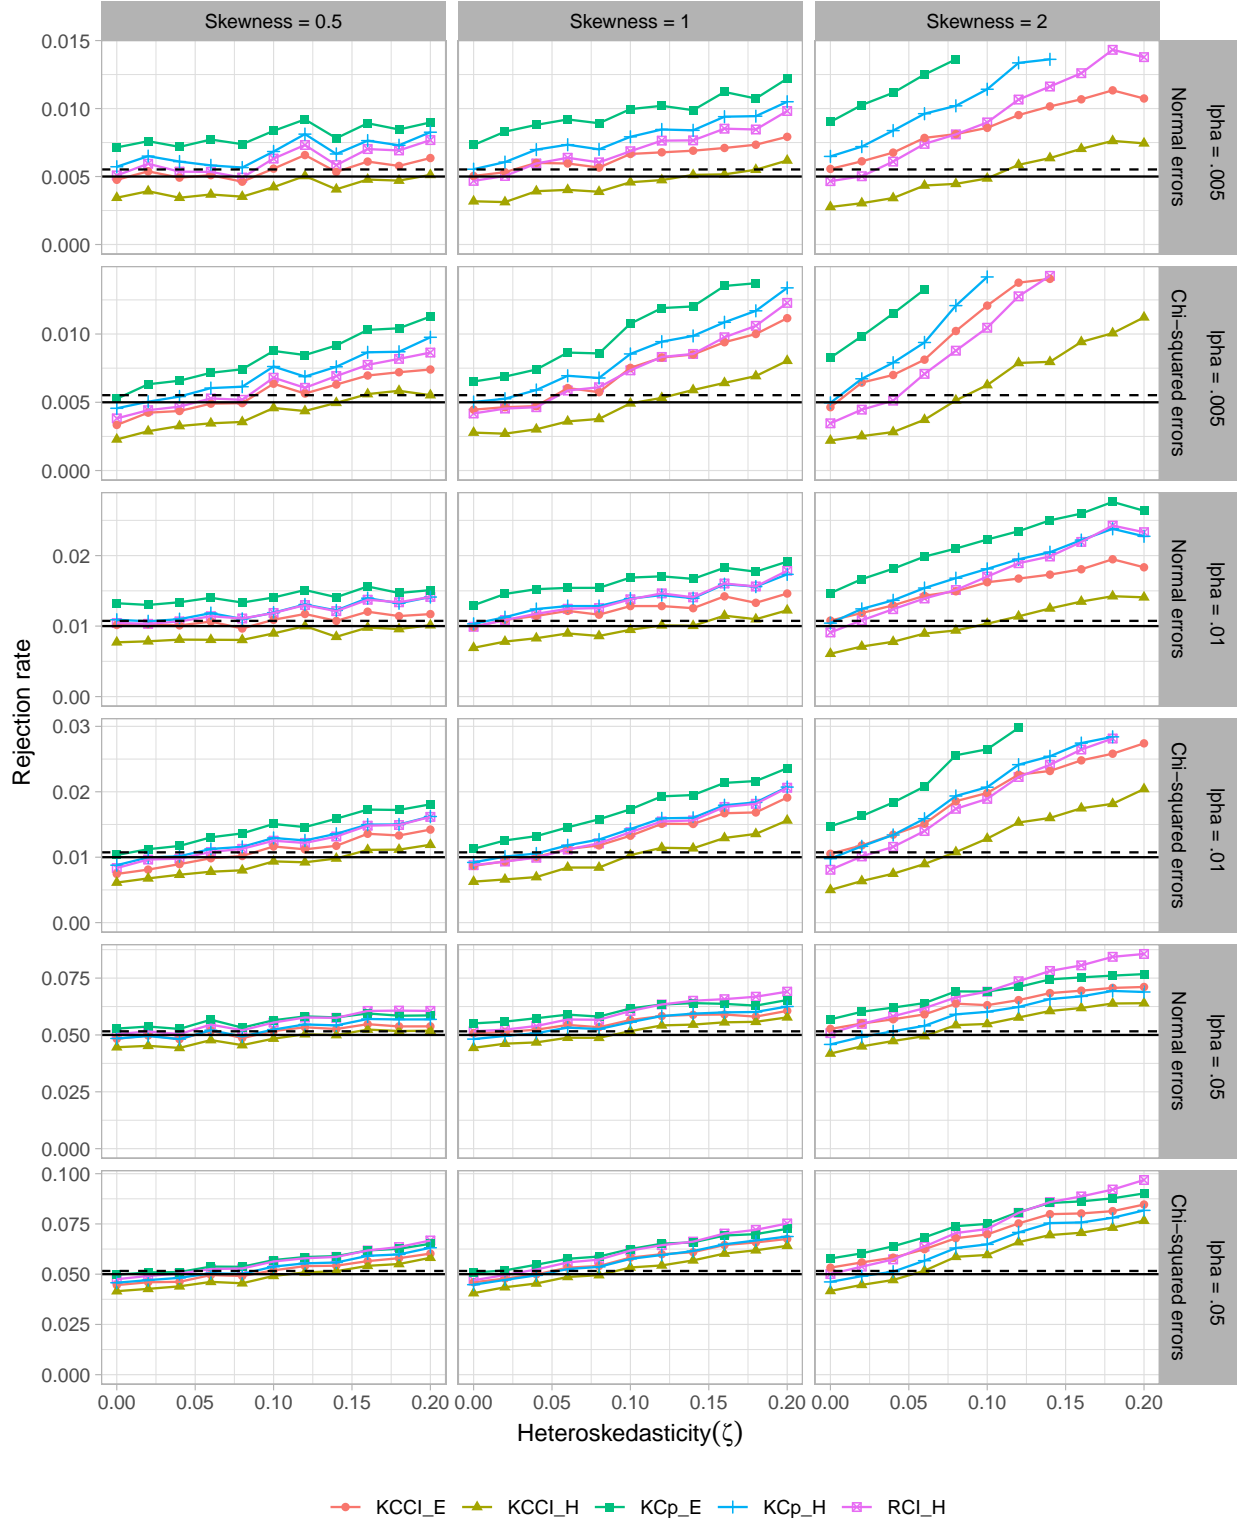 Skewness = 0.5
Skewness = 1
Skewness = 2
0.015
0.010
0.005
0.000
Normal errors
lpha = .005
0.010
0.005
0.000
Chi−squared errors
lpha = .005
0.02
0.01
0.00
Normal errors
lpha = .01
0.03
0.02
0.01
0.00
Chi−squared errors
lpha = .01
0.075
0.050
0.025
0.000
Normal errors
lpha = .05
0.100
0.075
0.050
0.025
0.000
Chi−squared errors
lpha = .05
Rejection rate
0.00 0.05 0.10 0.15 0.20
0.00 0.05 0.10 0.15 0.20
0.00 0.05 0.10 0.15 0.20
Heteroskedasticity(ζ)
KCCI_E KCCI_H KCp_E KCp_H RCI_H